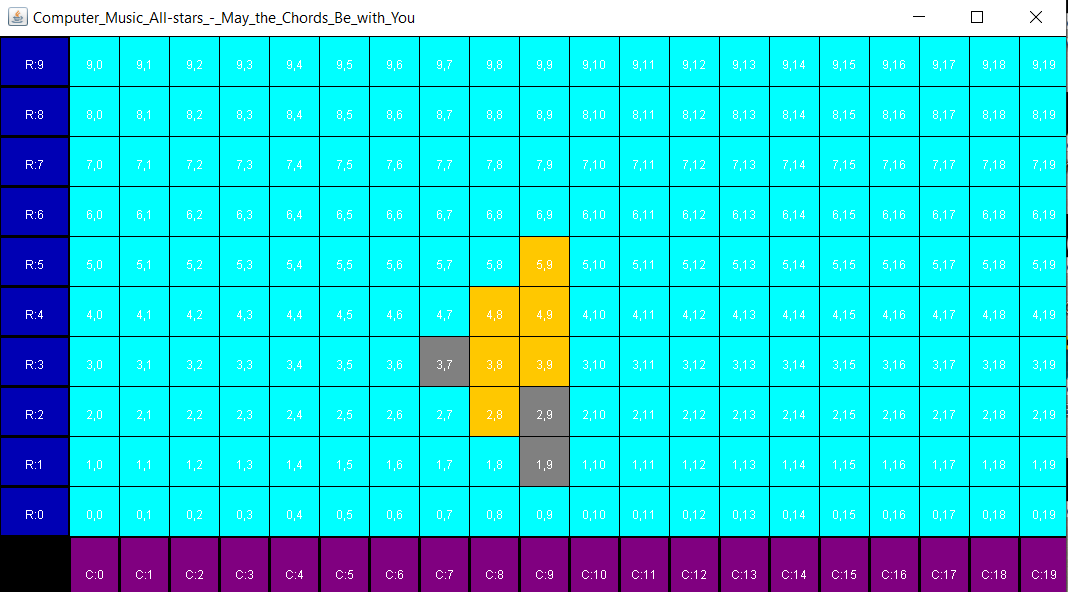 Computer_Music_All-stars_-_May_the_Chords_Be_with_You
R:9 9,0 9,1 9,2 9,3 9,4 9,5 9,6 9,7 9,8 9,9 9,10 9,11 9,12 9,13 9,14 9,15 9,16 9,17 9,18 9,19
R:8 8,0 8,1 8,2 8,3 8,4 8,5 8,6 8,7 8,8 8,9 8,10 8,11 8,12 8,13 8,14 8,15 8,16 8,17 8,18 8,19
R:7 7,0 7,1 7,2 7,3 7,4 7,5 7,6 7,7 7,8 7,9 7,10 7,11 7,12 7,13 7,14 7,15 7,16 7,17 7,18 7,19
R:6 6,0 6,1 6,2 6,3 6,4 6,5 6,6 6,7 6,8 6,9 6,10 6,11 6,12 6,13 6,14 6,15 6,16 6,17 6,18 6,19
R:5 5,0 5,1 5,2 5,3 5,4 5,5 5,6 5,7 5,8 5,9 5,10 5,11 5,12 5,13 5,14 5,15 5,16 5,17 5,18 5,19
R:4 4,0 4,1 4,2 4,3 4,4 4,5 4,6 4,7 4,8 4,9 4,10 4,11 4,12 4,13 4,14 4,15 4,16 4,17 4,18 4,19
R:3 3,0 3,1 3,2 3,3 3,4 3,5 3,6 3,7 3,8 3,9 3,10 3,11 3,12 3,13 3,14 3,15 3,16 3,17 3,18 3,19
R:2 2,0 2,1 2,2 2,3 2,4 2,5 2,6 2,7 2,8 2,9 2,10 2,11 2,12 2,13 2,14 2,15 2,16 2,17 2,18 2,19
R:1 1,0 1,1 1,2 1,3 1,4 1,5 1,6 1,7 1,8 1,9 1,10 1,11 1,12 1,13 1,14 1,15 1,16 1,17 1,18 1,19
R:0 0,0 0,1 0,2 0,3 0,4 0,5 0,6 0,7 0,8 0,9 0,10 0,11 0,12 0,13 0,14 0,15 0,16 0,17 0,18 0,19
C:0 C:1 C:2 C:3 C:4 C:5 C:6 C:7 C:8 C:9 C:10 C:11 C:12 C:13 C:14 C:15 C:16 C:17 C:18 C:19